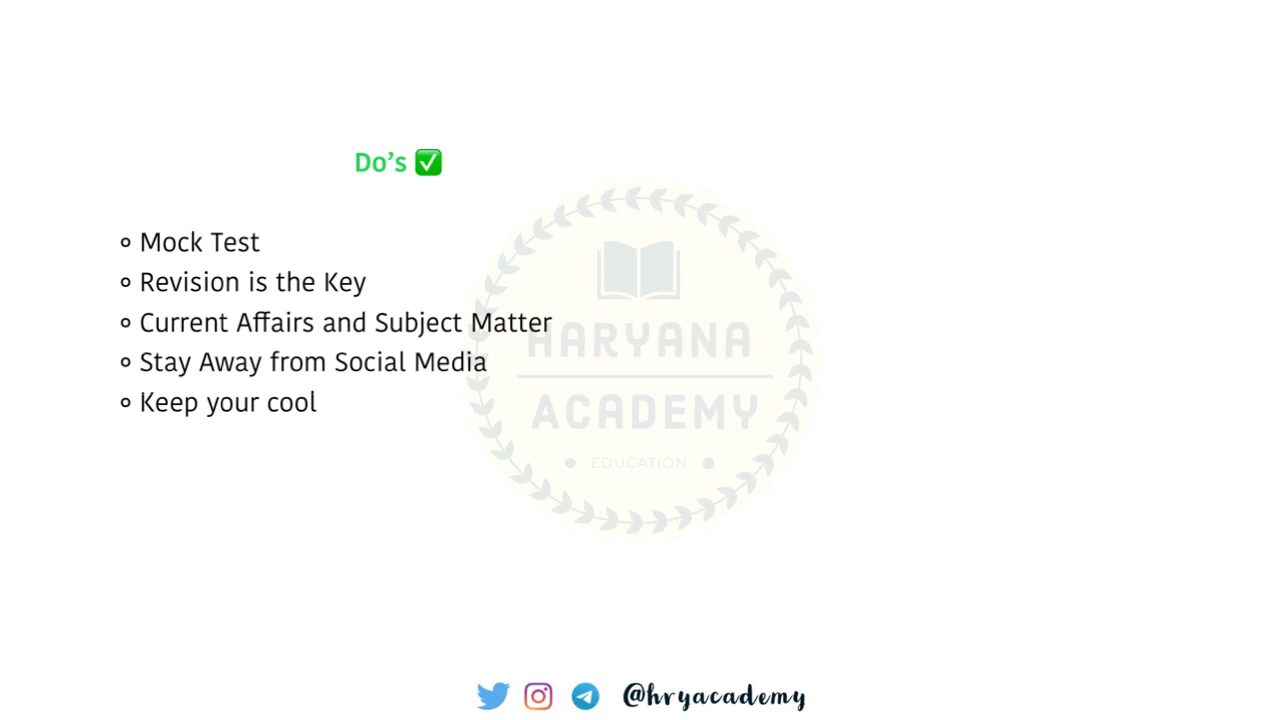 Do’s ✅
Mock Test
Revision is the Key
Current Affairs and Subject Matter
Stay Away from Social Media
Keep your cool
HARYANA
ACADEMY
EDUCATION
@hryacademy